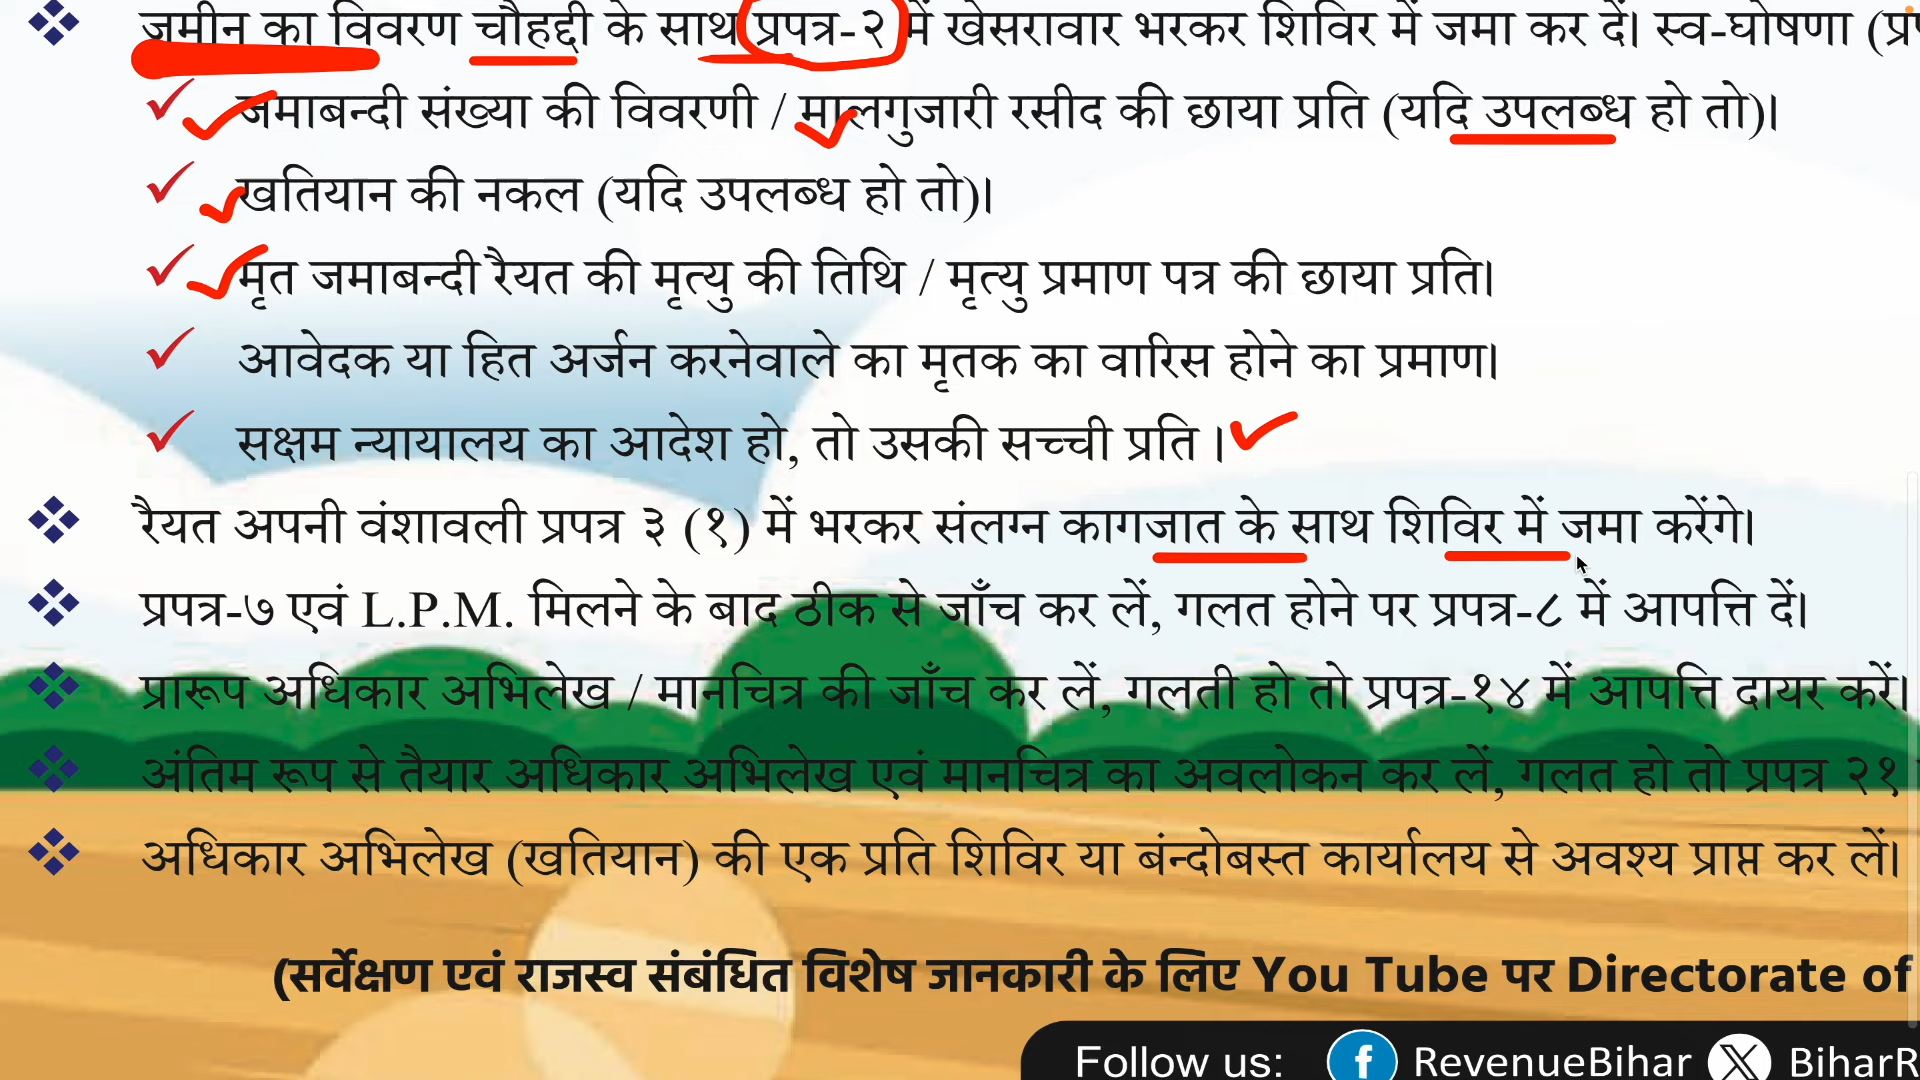 जमीन का विवरण चौहद्दी के साथ प्रपत्र-२ में खेसरावार भरकर शिविर में जमा कर दें। स्व-घोषणा
जमाबन्दी संख्या की विवरणी / मालगुजारी रसीद की छाया प्रति (यदि उपलब्ध हो तो)।
खतियान की नकल (यदि उपलब्ध हो तो)।
मृत जमाबन्दी रैयत की मृत्यु की तिथि / मृत्यु प्रमाण पत्र की छाया प्रति।
आवेदक या हित अर्जन करनेवाले का मृतक का वारिस होने का प्रमाण।
सक्षम न्यायालय का आदेश हो, तो उसकी सच्ची प्रति ।
रैयत अपनी वंशावली प्रपत्र ३ (१) में भरकर संलग्न कागजात के साथ शिविर में जमा करेंगे।
प्रपत्र-७ एवं L.P.M. मिलने के बाद ठीक से जाँच कर लें, गलत होने पर प्रपत्र-८ में आपत्ति दें।
प्रारूप अधिकार अभिलेख / मानचित्र की जाँच कर लें, गलती हो तो प्रपत्र-१४ में आपत्ति दायर करें।
अंतिम रूप से तैयार अधिकार अभिलेख एवं मानचित्र का अवलोकन कर लें, गलत हो तो प्रपत्र २१
अधिकार अभिलेख (खतियान) की एक प्रति शिविर या बंन्दोबस्त कार्यालय से अवश्य प्राप्त कर लें।
(सर्वेक्षण एवं राजस्व संबंधित विशेष जानकारी के लिए You Tube पर Directorate of
Follow us: RevenueBihar BiharR